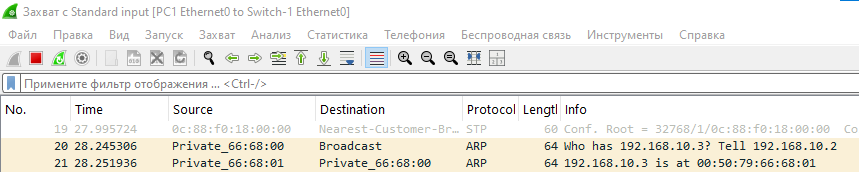 Захват с Standard input [PC1 Ethernet0 to Switch-1 Ethernet0]
Файл Правка Вид Запуск Захват Анализ Статистика Телефония Беспроводная связь Инструменты Справка
Примените фильтр отображения ... <Ctrl-/>
No. Time Source Destination Protocol Lengtl Info
19 27.995724 0c:88:f0:18:00:00 Nearest-Customer-Br… STP 60 Conf. Root = 32768/1/0c:88:f0:18:00:00 Co
20 28.245306 Private_66:68:00 Broadcast ARP 64 Who has 192.168.10.3? Tell 192.168.10.2
21 28.251936 Private_66:68:01 Private_66:68:00 ARP 64 192.168.10.3 is at 00:50:79:66:68:01